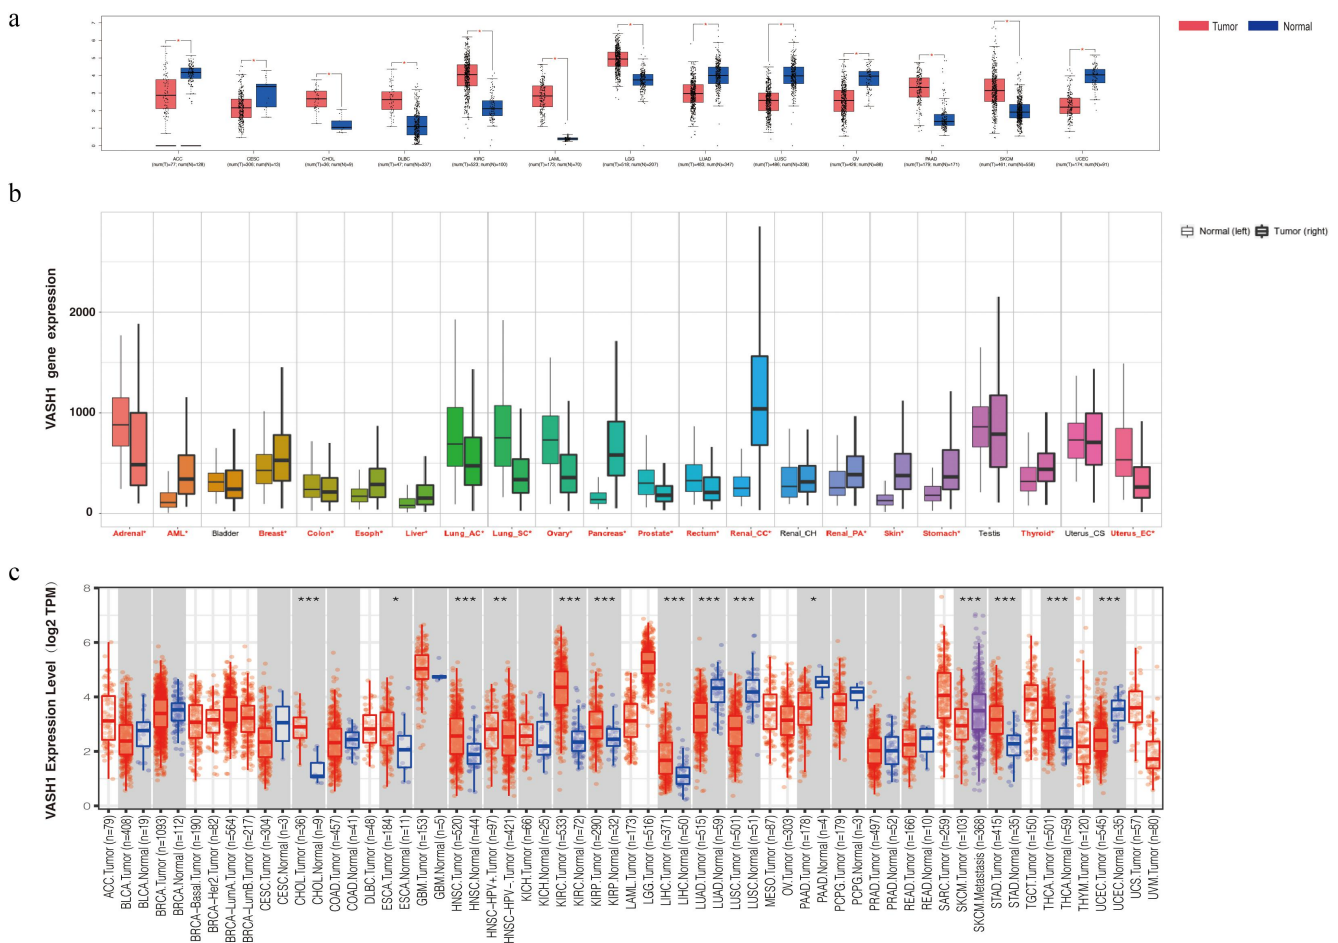 a
7
6
5
4
3
2
1
0
Tumor
Normal
ACC
CESC
CHOL
DLBC
KIRC
LAML
LGG
LUAD
LUSC
OV
PAAD
SKCM
UCEC
b
VASH1 gene expression
2000
1000
0
Normal (left)
Tumor (right)
Adrenal*
AML*
Bladder
Breast*
Colon*
Esoph*
Liver*
Lung_AC*
Lung_SC*
Ovary*
Pancreas*
Prostate*
Rectum*
Renal_CC*
Renal_CH
Renal_PA*
Skin*
Stomach*
Testis
Thyroid*
Uterus_CS
Uterus_EC*
c
VASH1 Expression Level (log2 TPM)
8
6
4
2
0
***
*
***
**
***
***
***
***
***
*
***
***
***
***
ACC.Tumor (n=79)
BLCA.Tumor (n=408)
BLCA.Normal (n=19)
BRCA.Tumor (n=1093)
BRCA.Normal (n=112)
BRCA-Basal.Tumor (n=190)
BRCA-Her2.Tumor (n=82)
BRCA-LumA.Tumor (n=564)
BRCA-LumB.Tumor (n=217)
CESC.Tumor (n=304)
CESC.Normal (n=3)
CHOL.Tumor (n=36)
CHOL.Normal (n=9)
COAD.Tumor (n=457)
COAD.Normal (n=41)
DLBC.Tumor (n=48)
ESCA.Tumor (n=184)
ESCA.Normal (n=11)
GBM.Tumor (n=153)
GBM.Normal (n=5)
HNSC.Tumor (n=520)
HNSC.Normal (n=44)
HNSC-HPV+.Tumor (n=97)
HNSC-HPV-.Tumor (n=421)
KICH.Tumor (n=66)
KICH.Normal (n=25)
KIRC.Tumor (n=533)
KIRC.Normal (n=72)
KIRP.Tumor (n=290)
KIRP.Normal (n=32)
LAML.Tumor (n=173)
LGG.Tumor (n=516)
LIHC.Tumor (n=371)
LIHC.Normal (n=50)
LUAD.Tumor (n=515)
LUAD.Normal (n=59)
LUSC.Tumor (n=501)
LUSC.Normal (n=51)
MESO.Tumor (n=87)
OV.Tumor (n=303)
PAAD.Tumor (n=178)
PAAD.Normal (n=4)
PCPG.Tumor (n=179)
PCPG.Normal (n=3)
PRAD.Tumor (n=497)
PRAD.Normal (n=52)
READ.Tumor (n=166)
READ.Normal (n=10)
SARC.Tumor (n=259)
SKCM.Tumor (n=103)
SKCM.Metastasis (n=368)
STAD.Tumor (n=415)
STAD.Normal (n=35)
TGCT.Tumor (n=150)
THCA.Tumor (n=501)
THCA.Normal (n=59)
THYM.Tumor (n=120)
UCEC.Tumor (n=545)
UCEC.Normal (n=35)
UCS.Tumor (n=57)
UVM.Tumor (n=80)